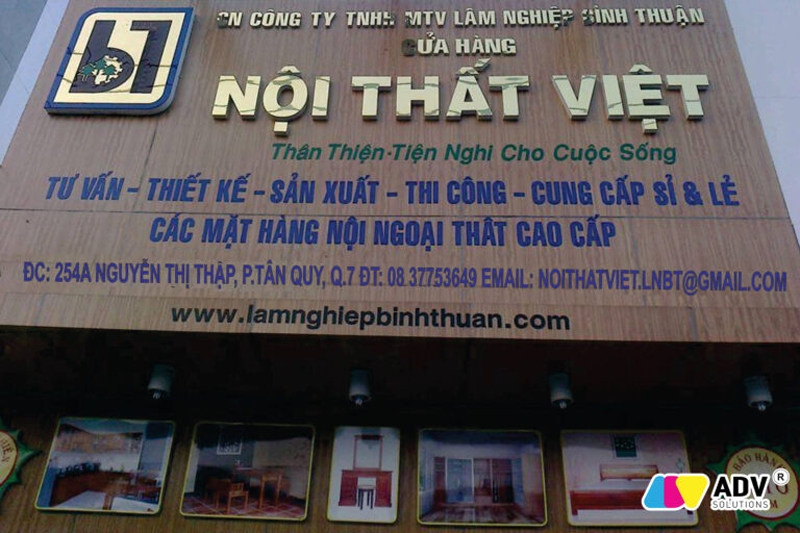 CN CÔNG TY TNHH MTV LÂM NGHIỆP BÌNH THUẬN
CỬA HÀNG
NỘI THẤT VIỆT
Thân Thiện-Tiện Nghi Cho Cuộc Sống
TƯ VẤN - THIẾT KẾ - SẢN XUẤT - THI CÔNG - CUNG CẤP SỈ & LẺ
CÁC MẶT HÀNG NỘI NGOẠI THÂT CAO CẤP
ĐC: 254A NGUYỄN THỊ THẬP, P.TÂN QUY, Q.7 ĐT: 08 37753649 EMAIL: NOITHATVIET.LNBT@GMAIL.COM
www.lamnghiepbinhthuan.com
BẢO HÀNH
ADV®
SOLUTIONS